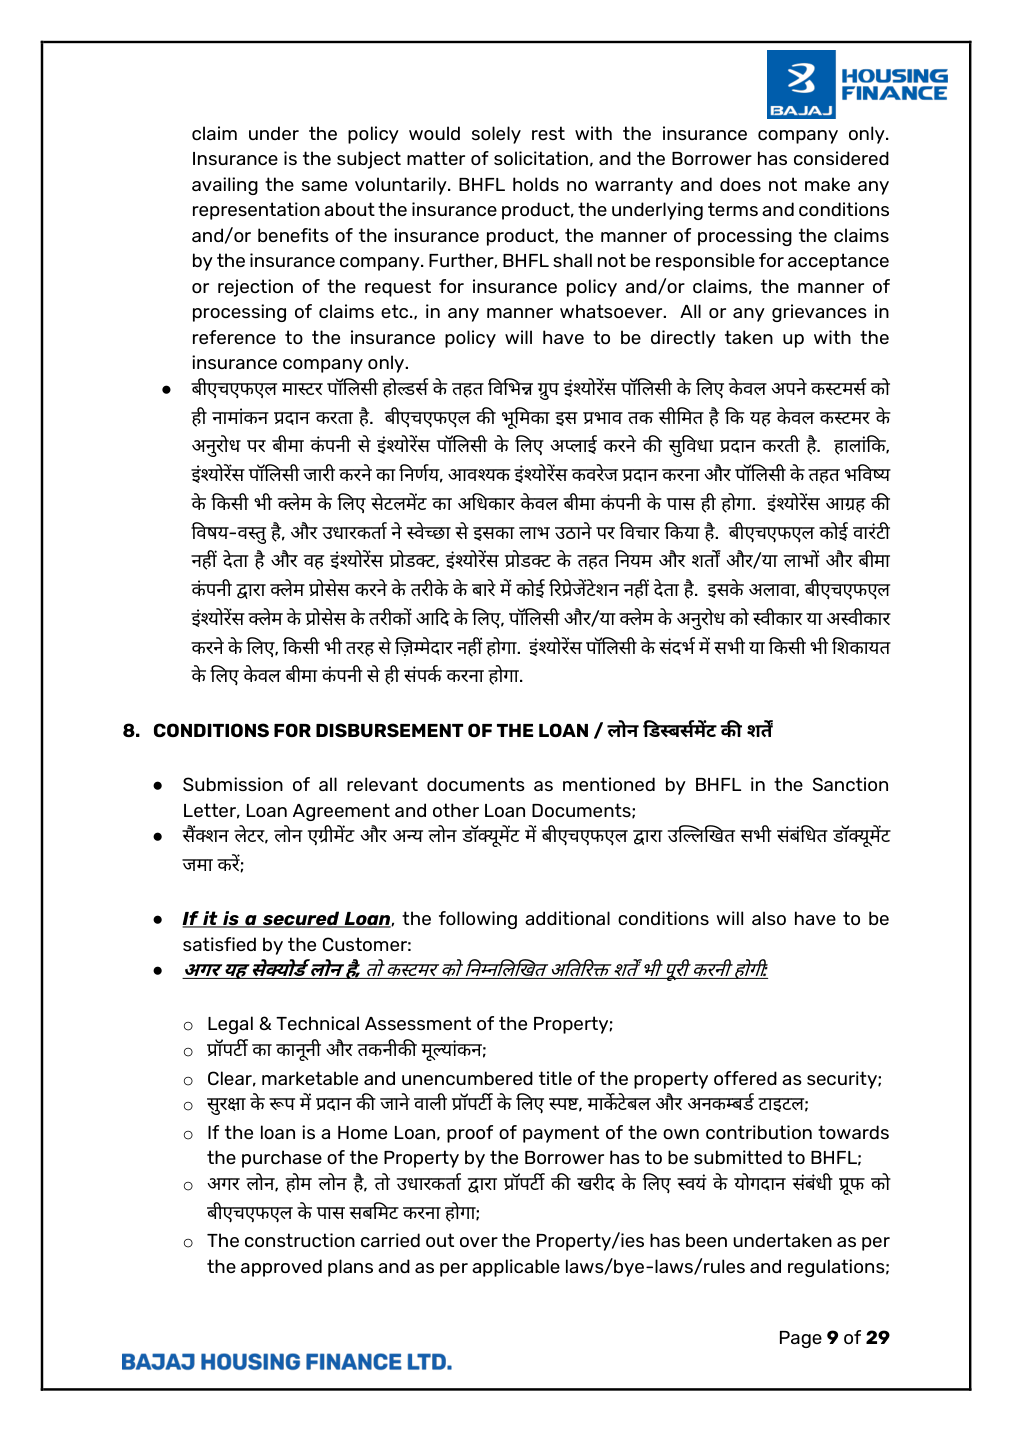 BAJAJ
HOUSING
FINANCE
claim under the policy would solely rest with the insurance company only.
Insurance is the subject matter of solicitation, and the Borrower has considered
availing the same voluntarily. BHFL holds no warranty and does not make any
representation about the insurance product, the underlying terms and conditions
and/or benefits of the insurance product, the manner of processing the claims
by the insurance company. Further, BHFL shall not be responsible for acceptance
or rejection of the request for insurance policy and/or claims, the manner of
processing of claims etc., in any manner whatsoever. All or any grievances in
reference to the insurance policy will have to be directly taken up with the
insurance company only.
● बीएचएफएल मास्टर पॉलिसी होल्डर्स के तहत विभिन्न ग्रुप इंश्योरेंस पॉलिसी के लिए केवल अपने कस्टमर्स को
ही नामांकन प्रदान करता है. बीएचएफएल की भूमिका इस प्रभाव तक सीमित है कि यह केवल कस्टमर के
अनुरोध पर बीमा कंपनी से इंश्योरेंस पॉलिसी के लिए अप्लाई करने की सुविधा प्रदान करती है. हालांकि,
इंश्योरेंस पॉलिसी जारी करने का निर्णय, आवश्यक इंश्योरेंस कवरेज प्रदान करना और पॉलिसी के तहत भविष्य
के किसी भी क्लेम के लिए सेटलमेंट का अधिकार केवल बीमा कंपनी के पास ही होगा. इंश्योरेंस आग्रह की
विषय-वस्तु है, और उधारकर्ता ने स्वेच्छा से इसका लाभ उठाने पर विचार किया है. बीएचएफएल कोई वारंटी
नहीं देता है और वह इंश्योरेंस प्रोडक्ट, इंश्योरेंस प्रोडक्ट के तहत नियम और शर्तों और/या लाभों और बीमा
कंपनी द्वारा क्लेम प्रोसेस करने के तरीके के बारे में कोई रिप्रेजेंटेशन नहीं देता है. इसके अलावा, बीएचएफएल
इंश्योरेंस क्लेम के प्रोसेस के तरीकों आदि के लिए, पॉलिसी और/या क्लेम के अनुरोध को स्वीकार या अस्वीकार
करने के लिए, किसी भी तरह से ज़िम्मेदार नहीं होगा. इंश्योरेंस पॉलिसी के संदर्भ में सभी या किसी भी शिकायत
के लिए केवल बीमा कंपनी से ही संपर्क करना होगा.
8. CONDITIONS FOR DISBURSEMENT OF THE LOAN / लोन डिस्बर्समेंट की शर्तें
● Submission of all relevant documents as mentioned by BHFL in the Sanction
Letter, Loan Agreement and other Loan Documents;
● सैंक्शन लेटर, लोन एग्रीमेंट और अन्य लोन डॉक्यूमेंट में बीएचएफएल द्वारा उल्लिखित सभी संबंधित डॉक्यूमेंट
जमा करें;
● If it is a secured Loan, the following additional conditions will also have to be
satisfied by the Customer:
● अगर यह सेक्योर्ड लोन है, तो कस्टमर को निम्नलिखित अतिरिक्त शर्तें भी पूरी करनी होगी:
○ Legal & Technical Assessment of the Property;
○ प्रॉपर्टी का कानूनी और तकनीकी मूल्यांकन;
○ Clear, marketable and unencumbered title of the property offered as security;
○ सुरक्षा के रूप में प्रदान की जाने वाली प्रॉपर्टी के लिए स्पष्ट, मार्केटेबल और अनकम्बर्ड टाइटल;
○ If the loan is a Home Loan, proof of payment of the own contribution towards
the purchase of the Property by the Borrower has to be submitted to BHFL;
○ अगर लोन, होम लोन है, तो उधारकर्ता द्वारा प्रॉपर्टी की खरीद के लिए स्वयं के योगदान संबंधी प्रूफ को
बीएचएफएल के पास सबमिट करना होगा;
○ The construction carried out over the Property/ies has been undertaken as per
the approved plans and as per applicable laws/bye-laws/rules and regulations;
Page 9 of 29
BAJAJ HOUSING FINANCE LTD.